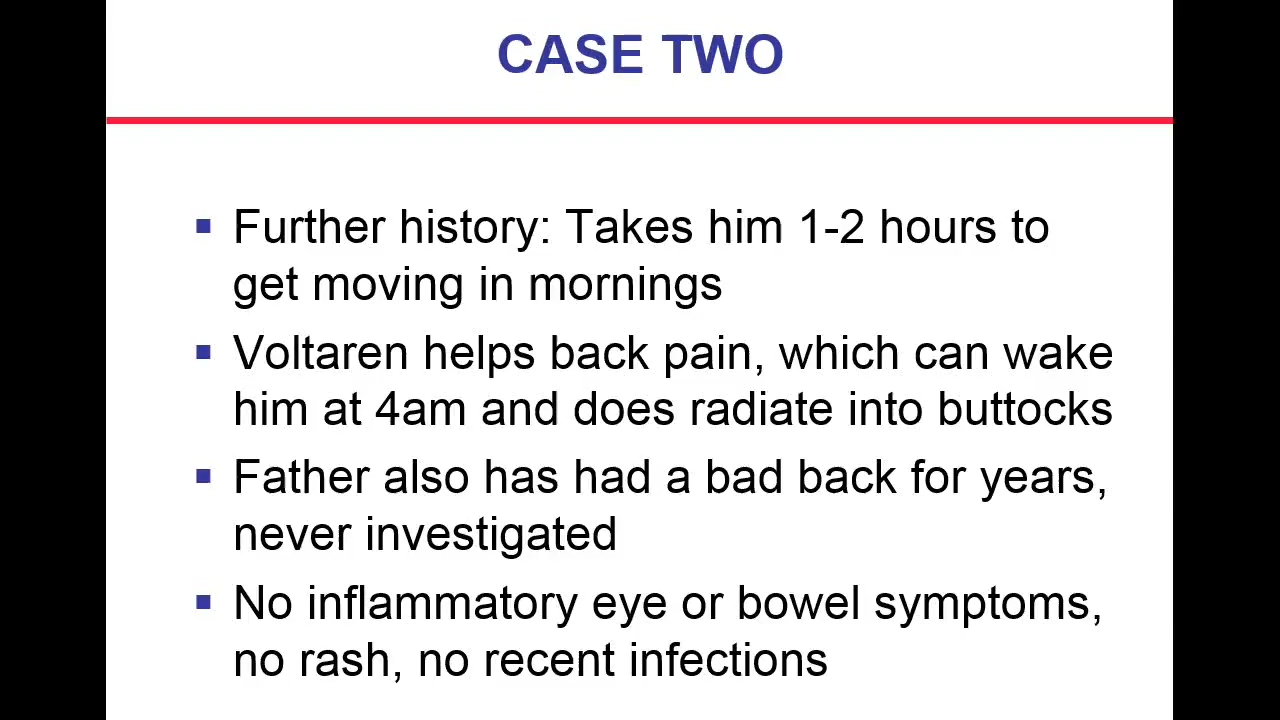 CASE TWO
▪ Further history: Takes him 1-2 hours to
get moving in mornings
▪ Voltaren helps back pain, which can wake
him at 4am and does radiate into buttocks
▪ Father also has had a bad back for years,
never investigated
▪ No inflammatory eye or bowel symptoms,
no rash, no recent infections